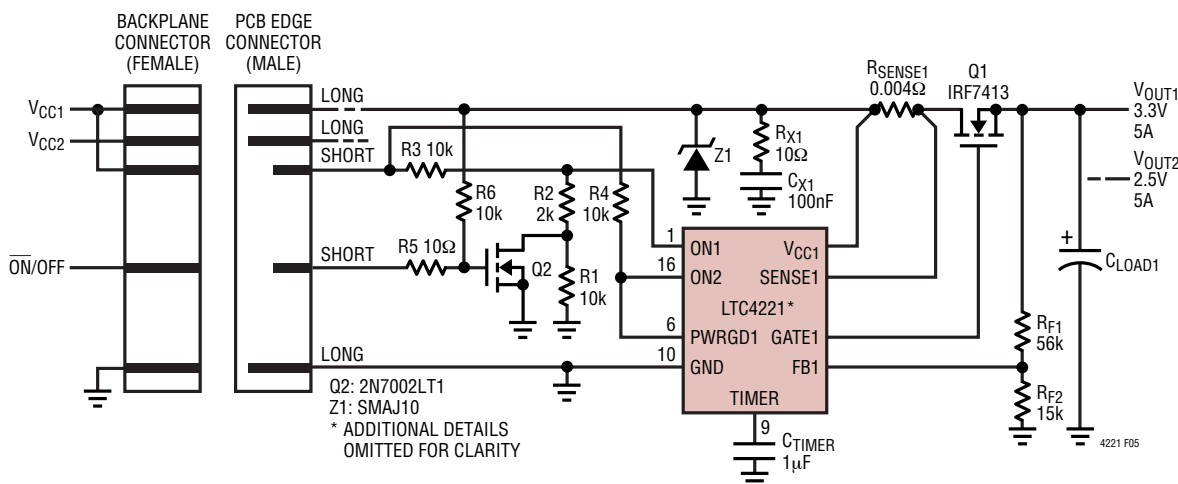 BACKPLANE
CONNECTOR
(FEMALE)
PCB EDGE
CONNECTOR
(MALE)
VCC1
VCC2
ON/OFF
LONG
LONG
SHORT
SHORT
LONG
R3 10k
R6
10k
R2
2k
R4
10k
R5 10Ω
Q2
R1
10k
Z1
RX1
10Ω
CX1
100nF
RSENSE1
0.004Ω
Q1
IRF7413
VOUT1
3.3V
5A
VOUT2
2.5V
5A
1
ON1
VCC1
16
ON2
SENSE1
LTC4221*
6
PWRGD1
GATE1
10
GND
FB1
TIMER
9
CTIMER
1µF
+
CLOAD1
RF1
56k
RF2
15k
Q2: 2N7002LT1
Z1: SMAJ10
* ADDITIONAL DETAILS
OMITTED FOR CLARITY
4221 F05